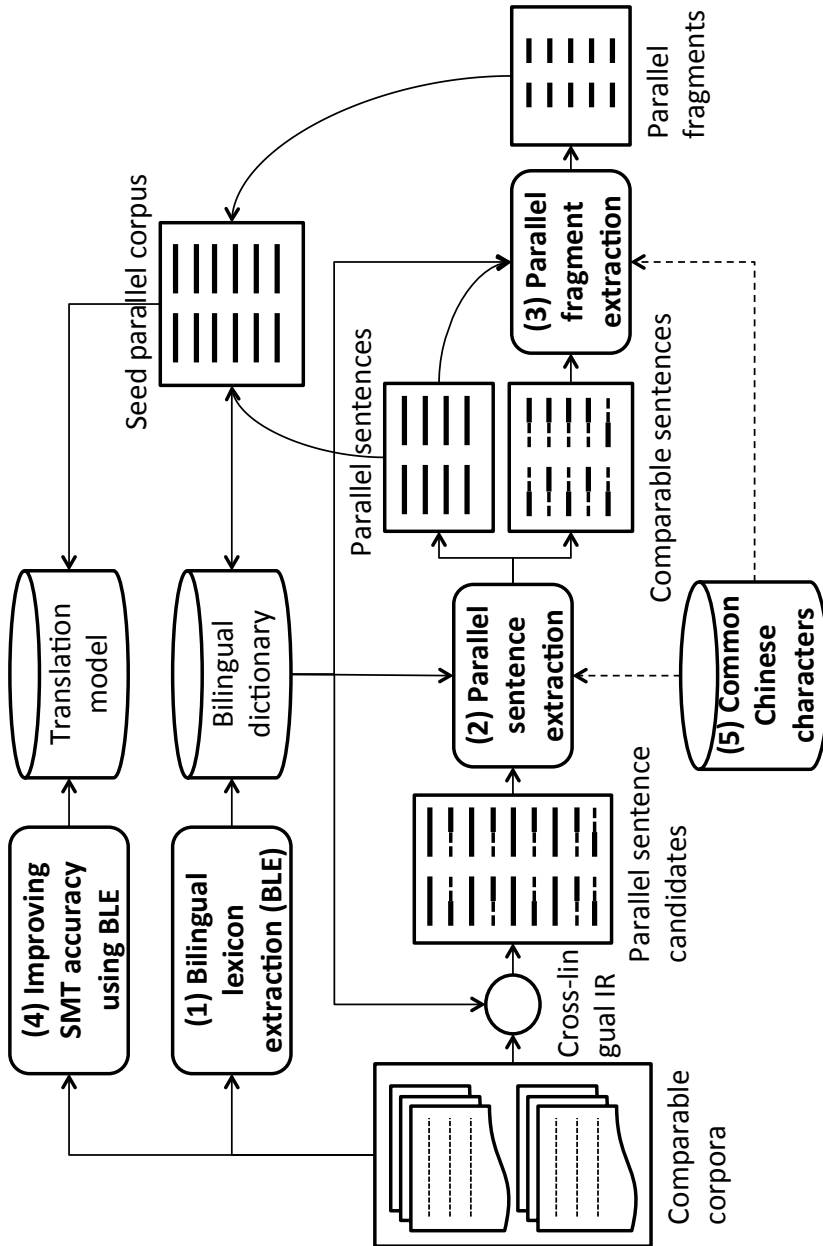 (4) Improving
SMT accuracy
using BLE
Translation
model
Seed parallel corpus
(1) Bilingual
lexicon
extraction (BLE)
Bilingual
dictionary
Parallel sentences
Comparable
corpora
Cross-lin
gual IR
Parallel sentence
candidates
(2) Parallel
sentence
extraction
Comparable sentences
(3) Parallel
fragment
extraction
Parallel
fragments
(5) Common
Chinese
characters